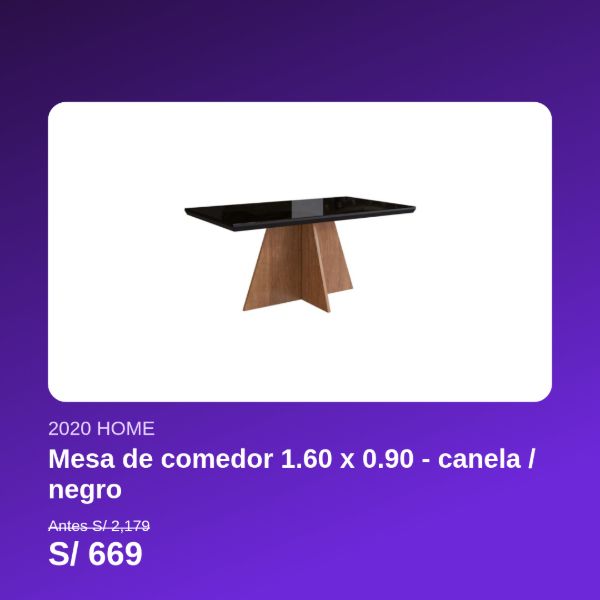 2020 HOME
Mesa de comedor 1.60 x 0.90 - canela /
negro
Antes S/ 2,179
S/ 669